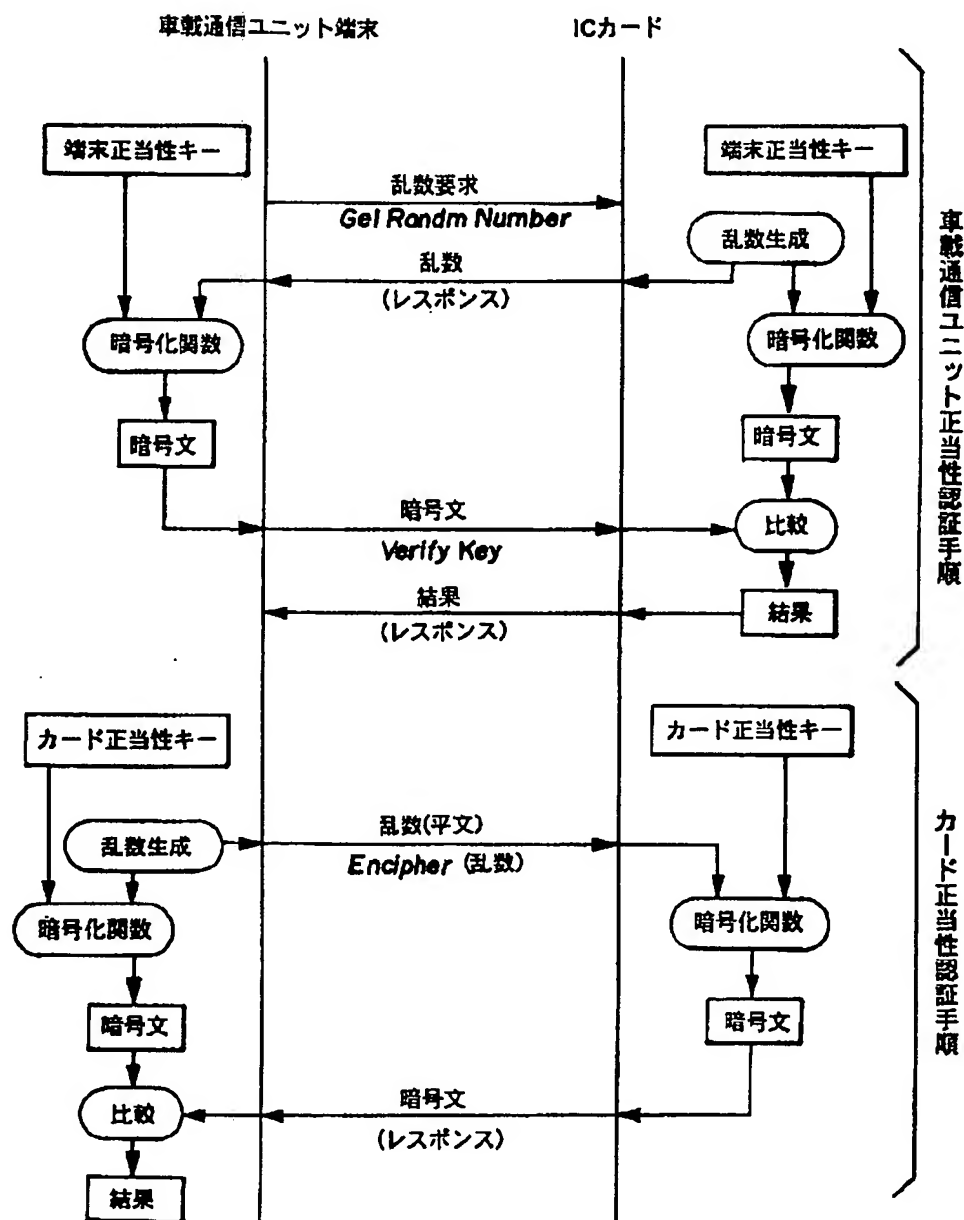 車載通信ユニット端末
ICカード
端末正当性キー
端末正当性キー
乱数要求
Gel Randm Number
乱数生成
乱数
(レスポンス)
暗号化関数
暗号化関数
暗号文
暗号文
暗号文
Verify Key
比較
結果
(レスポンス)
結果
車載通信ユニット正当性認証手順
カード正当性キー
カード正当性キー
乱数生成
乱数(平文)
Encipher (乱数)
暗号化関数
暗号化関数
暗号文
暗号文
比較
暗号文
(レスポンス)
結果
カード正当性認証手順